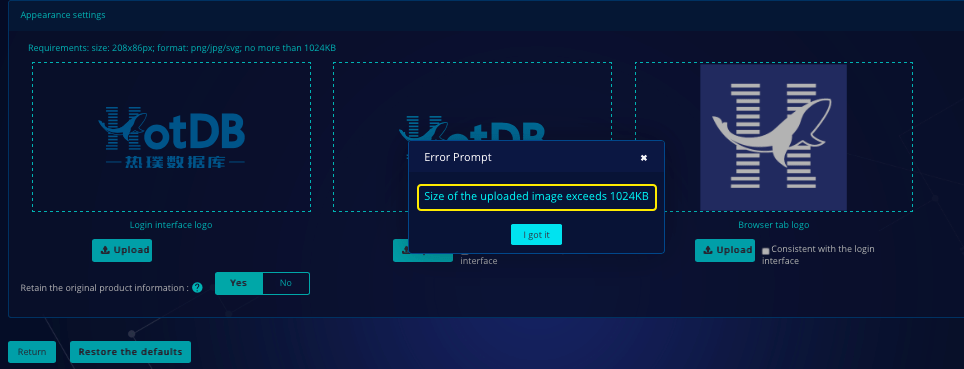 Appearance settings
Requirements: size: 208x86px; format: png/jpg/svg; no more than 1024KB
HotDB
热璞数据库
HotDB
Error Prompt
Size of the uploaded image exceeds 1024KB
I got it
Login interface logo
Browser tab logo
Upload
interface
Upload
Consistent with the login
interface
Retain the original product information :
?
Yes
No
Return
Restore the defaults